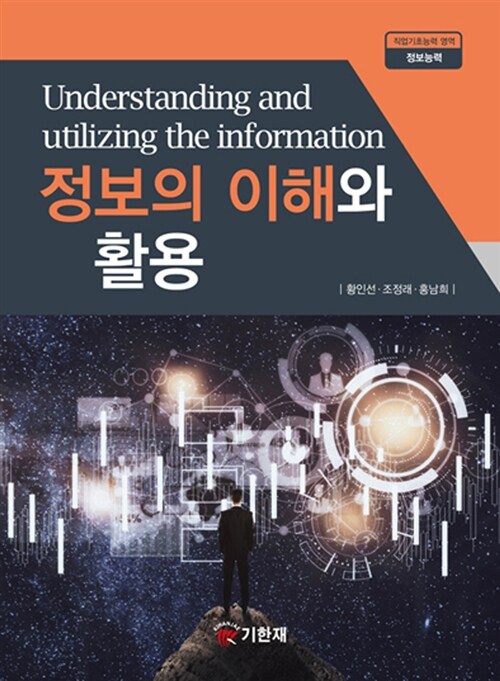 직업기초능력 영역
정보능력
Understanding and
utilizing the information
정보의 이해와
활용
| 황인선 · 조정래 · 홍남희 |
KIHANJAE
기한재